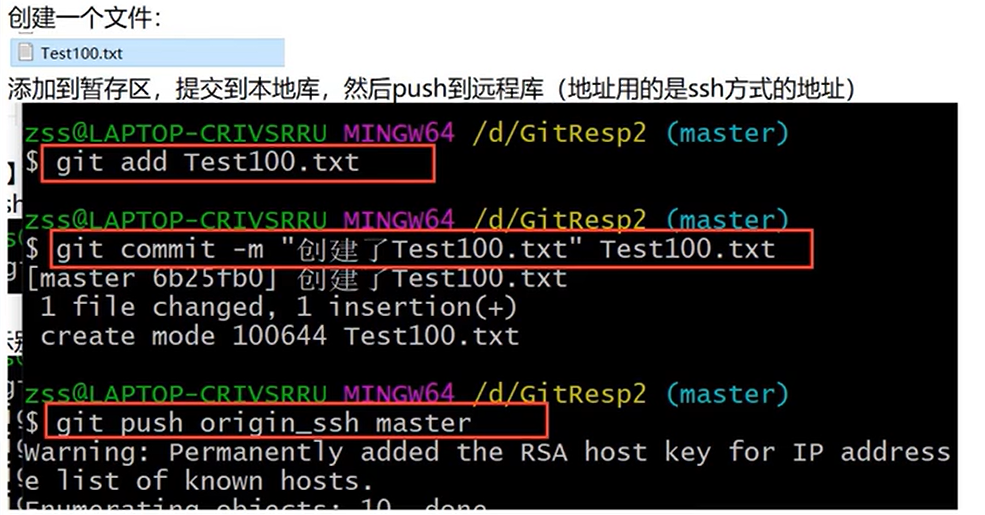 创建一个文件：
Test100.txt
添加到暂存区，提交到本地库，然后push到远程库（地址用的是ssh方式的地址）
zss@LAPTOP-CRIVSRRU MINGW64 /d/GitResp2 (master)
$ git add Test100.txt
zss@LAPTOP-CRIVSRRU MINGW64 /d/GitResp2 (master)
$ git commit -m "创建了Test100.txt" Test100.txt
[master 6b25fb0] 创建了Test100.txt
1 file changed, 1 insertion(+)
create mode 100644 Test100.txt
zss@LAPTOP-CRIVSRRU MINGW64 /d/GitResp2 (master)
$ git push origin_ssh master
Warning: Permanently added the RSA host key for IP address
e list of known hosts.
Enumerating objects: 10, done